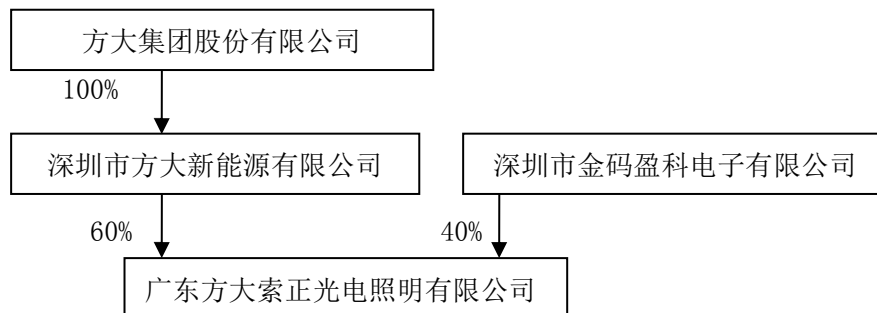 方大集团股份有限公司
100%
深圳市方大新能源有限公司
深圳市金码盈科电子有限公司
60%
40%
广东方大索正光电照明有限公司